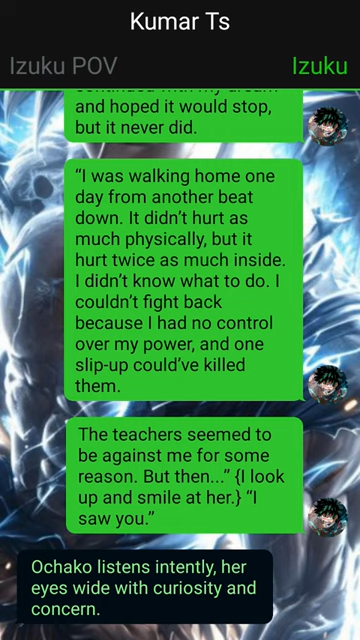 Kumar Ts
Izuku POV
Izuku
continued with my dream
and hoped it would stop,
but it never did.
“I was walking home one
day from another beat
down. It didn’t hurt as
much physically, but it
hurt twice as much inside.
I didn’t know what to do. I
couldn’t fight back
because I had no control
over my power, and one
slip-up could’ve killed
them.
The teachers seemed to
be against me for some
reason. But then...” {I look
up and smile at her.} “I
saw you.”
Ochako listens intently, her
eyes wide with curiosity and
concern.